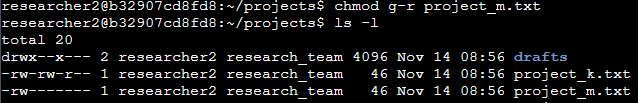 researcher2@b32907cd8fd8:~/projects$ chmod g-r project_m.txt
researcher2@b32907cd8fd8:~/projects$ ls -l
total 20
drwx--x--- 2 researcher2 research_team 4096 Nov 14 08:56 drafts
-rw-rw-r-- 1 researcher2 research_team   46 Nov 14 08:56 project_k.txt
-rw------- 1 researcher2 research_team   46 Nov 14 08:56 project_m.txt